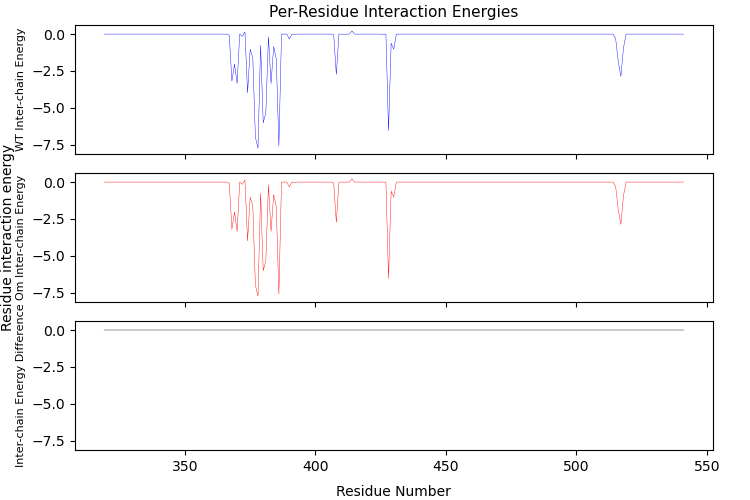 Per-Residue Interaction Energies
Residue interaction energy
WT Inter-chain Energy
0.0
−2.5
−5.0
−7.5
Om Inter-chain Energy
0.0
−2.5
−5.0
−7.5
Inter-chain Energy Difference
0.0
−2.5
−5.0
−7.5
350
400
450
500
550
Residue Number